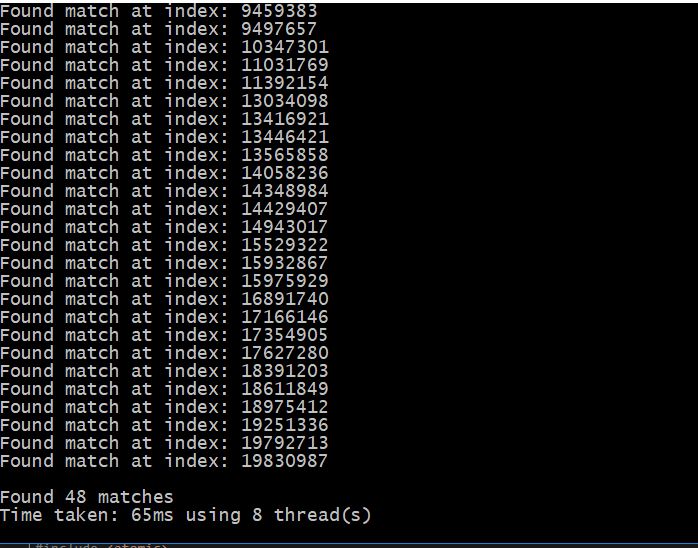 Found match at index: 9459383
Found match at index: 9497657
Found match at index: 10347301
Found match at index: 11031769
Found match at index: 11392154
Found match at index: 13034098
Found match at index: 13416921
Found match at index: 13446421
Found match at index: 13565858
Found match at index: 14058236
Found match at index: 14348984
Found match at index: 14429407
Found match at index: 14943017
Found match at index: 15529322
Found match at index: 15932867
Found match at index: 15975929
Found match at index: 16891740
Found match at index: 17166146
Found match at index: 17354905
Found match at index: 17627280
Found match at index: 18391203
Found match at index: 18611849
Found match at index: 18975412
Found match at index: 19251336
Found match at index: 19792713
Found match at index: 19830987
Found 48 matches
Time taken: 65ms using 8 thread(s)
#include <atomic>